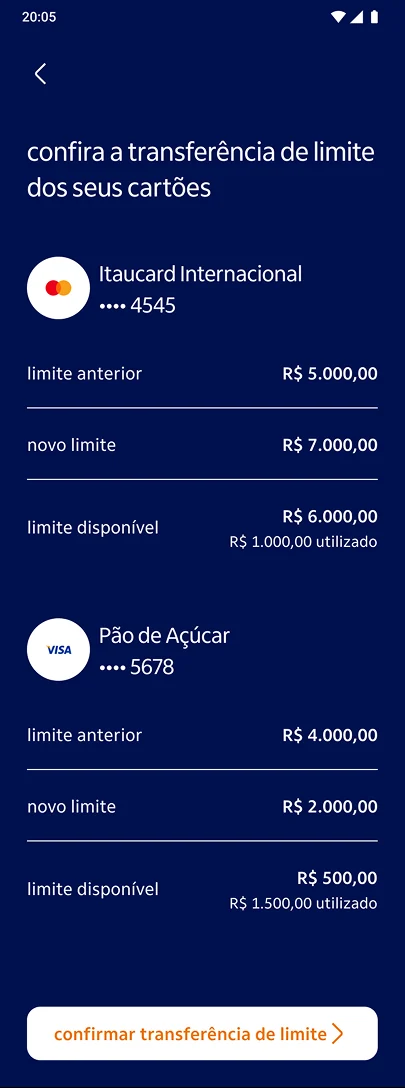 20:05
confira a transferência de limite
dos seus cartões
Itaucard Internacional
•••• 4545
limite anterior R$ 5.000,00
novo limite R$ 7.000,00
limite disponível R$ 6.000,00
R$ 1.000,00 utilizado
VISA Pão de Açúcar
•••• 5678
limite anterior R$ 4.000,00
novo limite R$ 2.000,00
limite disponível R$ 500,00
R$ 1.500,00 utilizado
confirmar transferência de limite